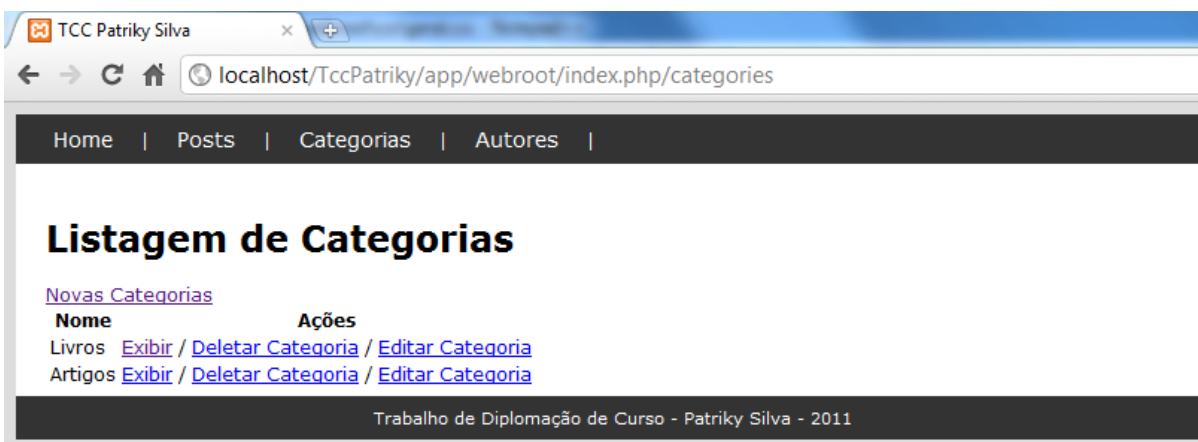 TCC Patriky Silva
localhost/TccPatriky/app/webroot/index.php/categories
Home | Posts | Categorias | Autores |
Listagem de Categorias
Novas Categorias
Nome Ações
Livros Exibir / Deletar Categoria / Editar Categoria
Artigos Exibir / Deletar Categoria / Editar Categoria
Trabalho de Diplomação de Curso - Patriky Silva - 2011